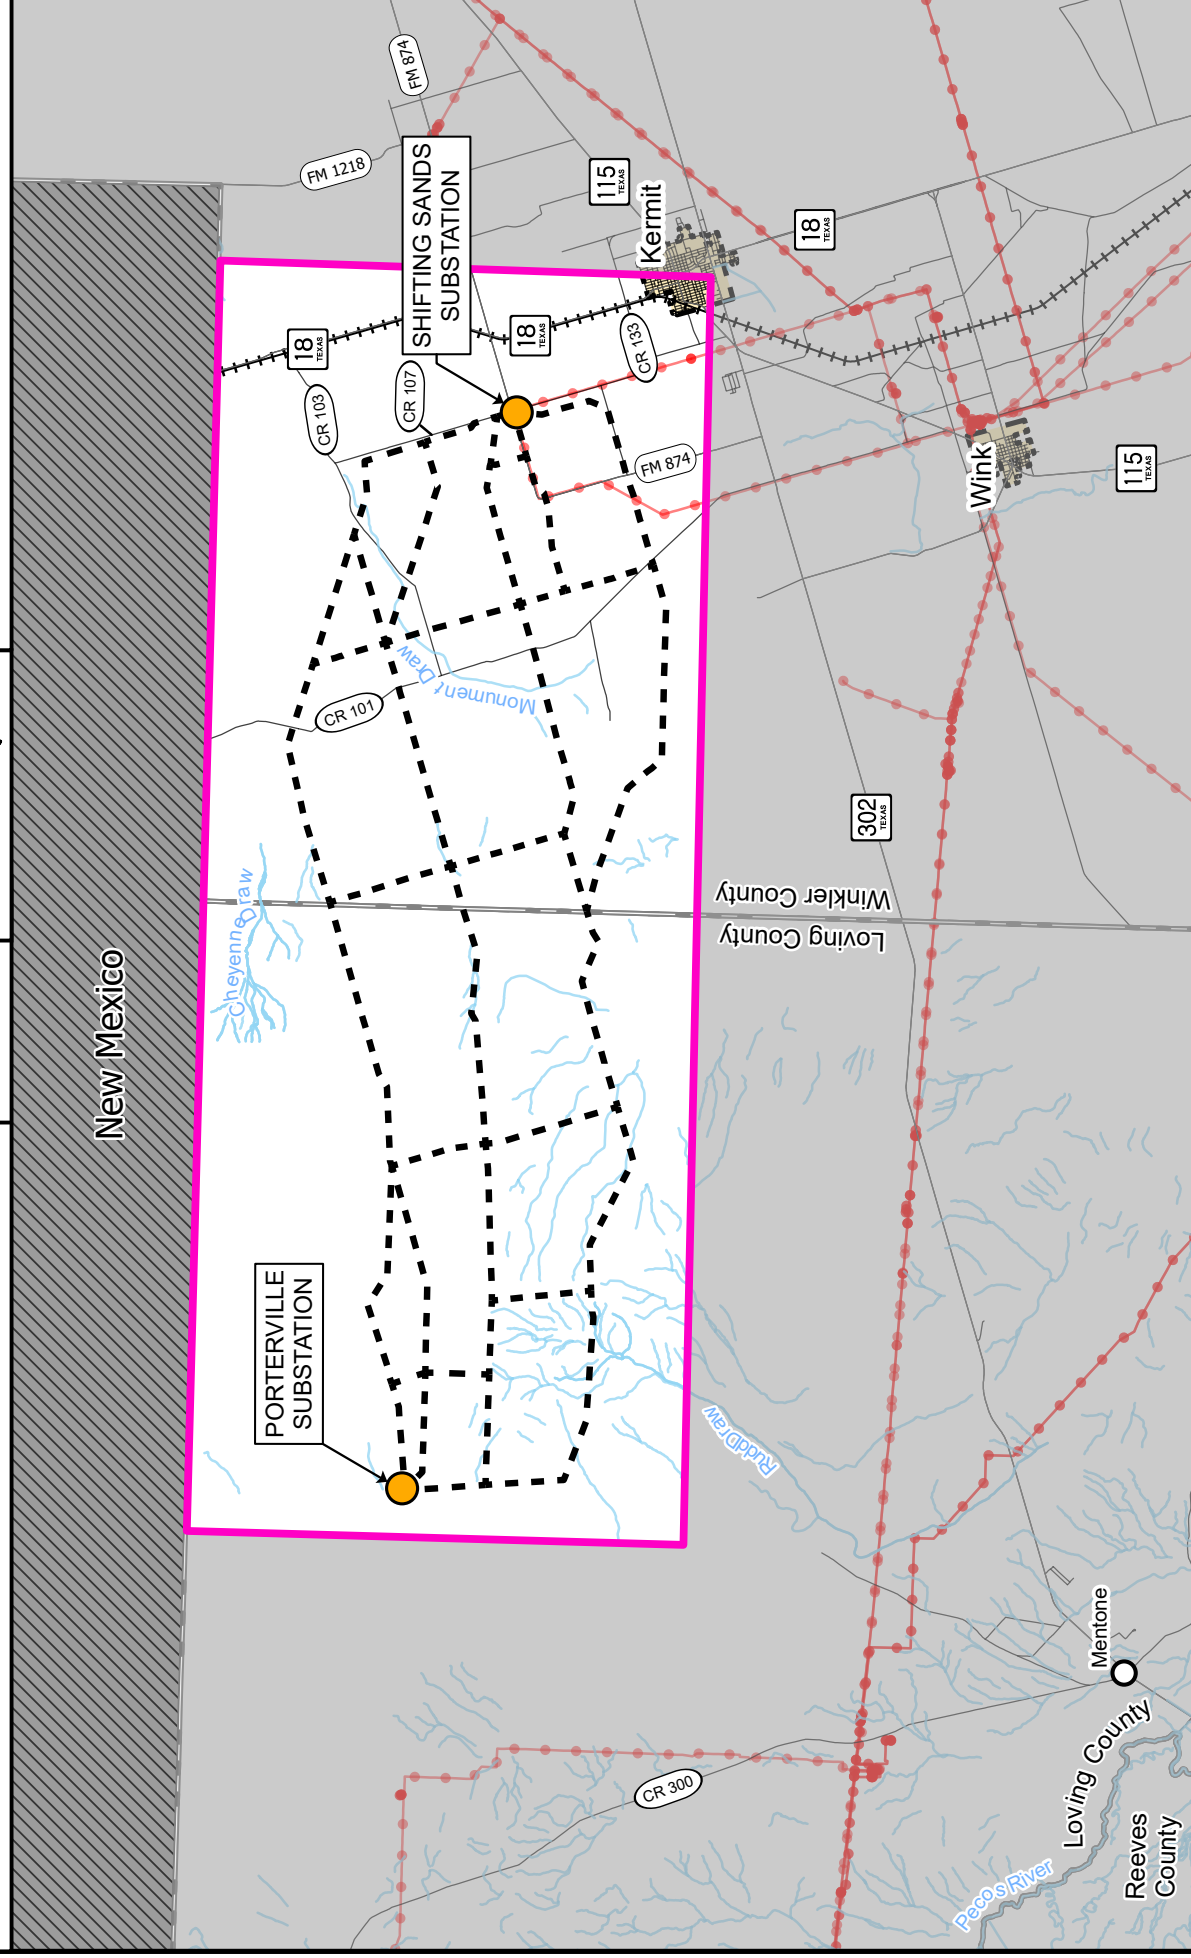 FM 874
FM 1218
SHIFTING SANDS
SUBSTATION
115
TEXAS
Kermit
18
TEXAS
18
TEXAS
18
TEXAS
CR 133
CR 107
CR 103
FM 874
Wink
115
TEXAS
Monument Draw
CR 101
302
TEXAS
Cheyenne Draw
Winkler County
Loving County
New Mexico
PORTERVILLE
SUBSTATION
Rudd Draw
Mentone
CR 300
Loving County
Reeves
County
Pecos River